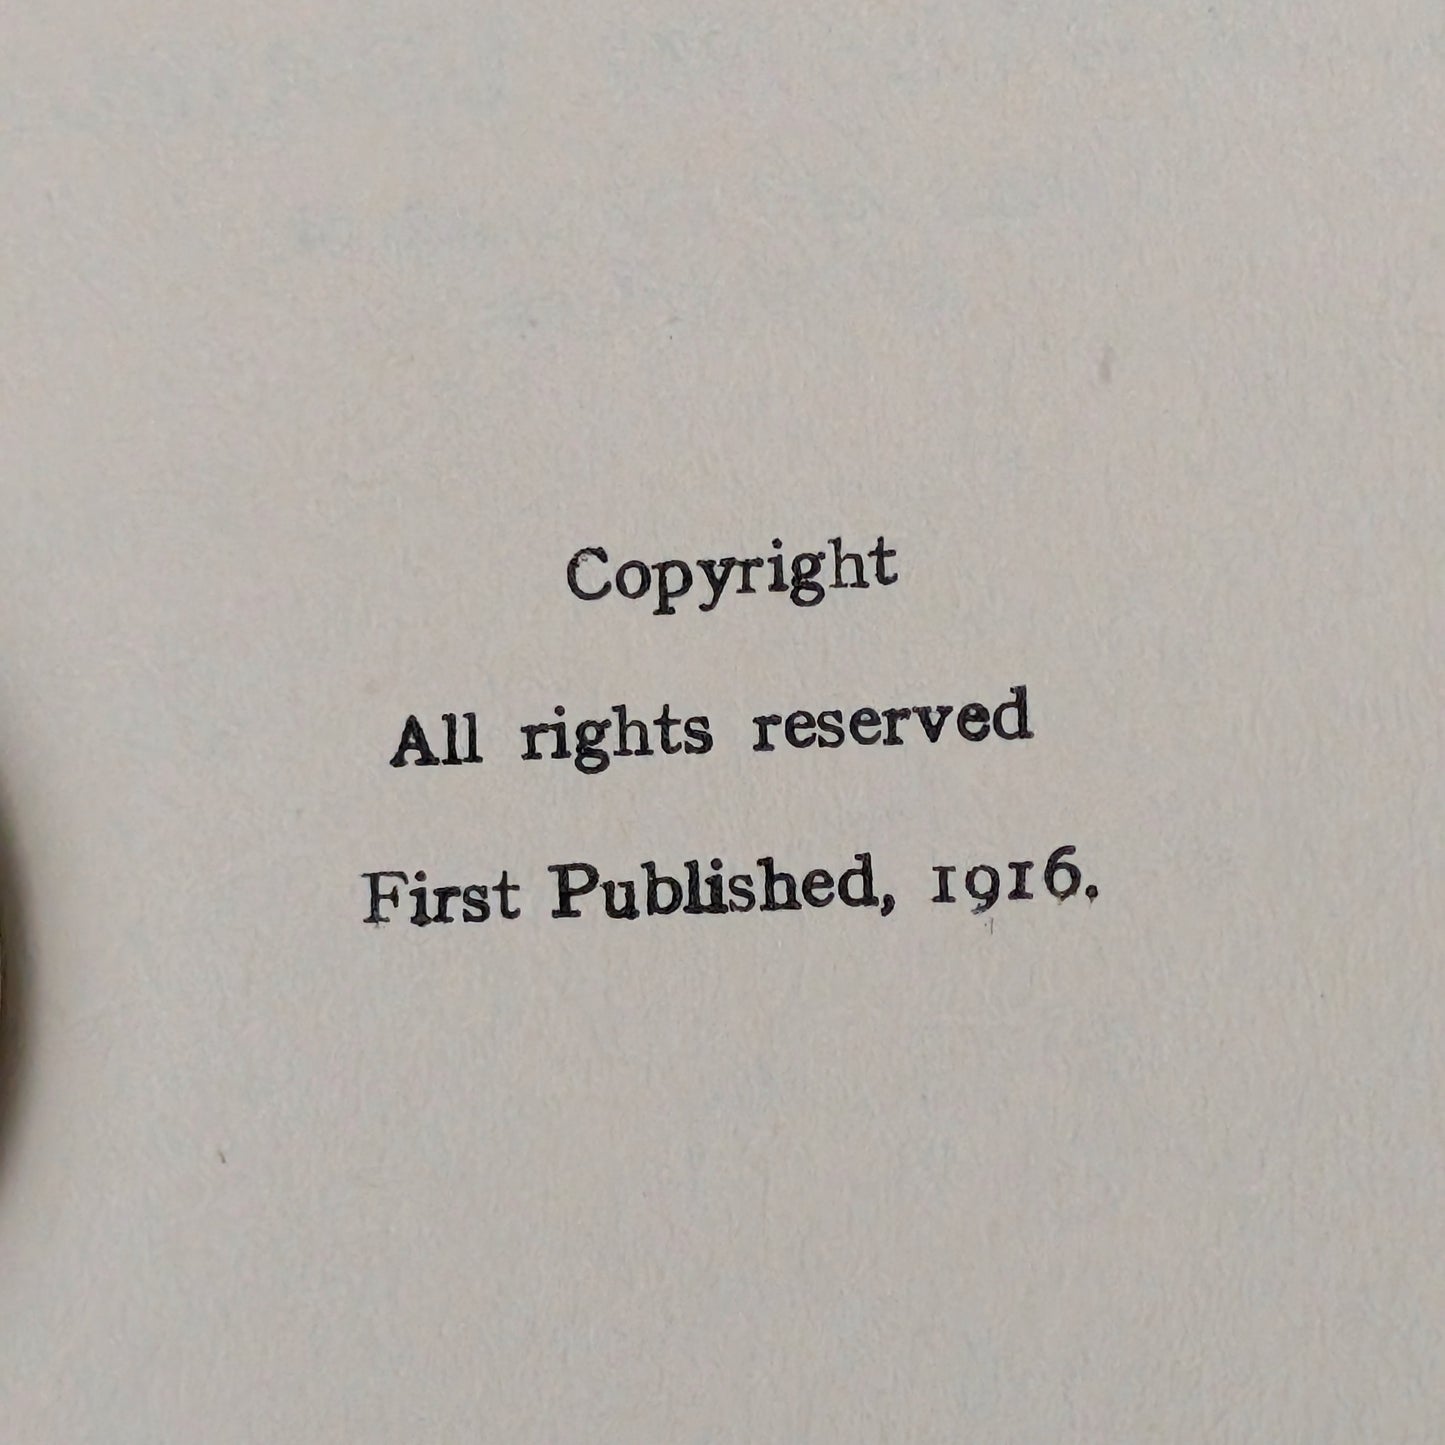 Copyright
All rights reserved
First Published, 1916.